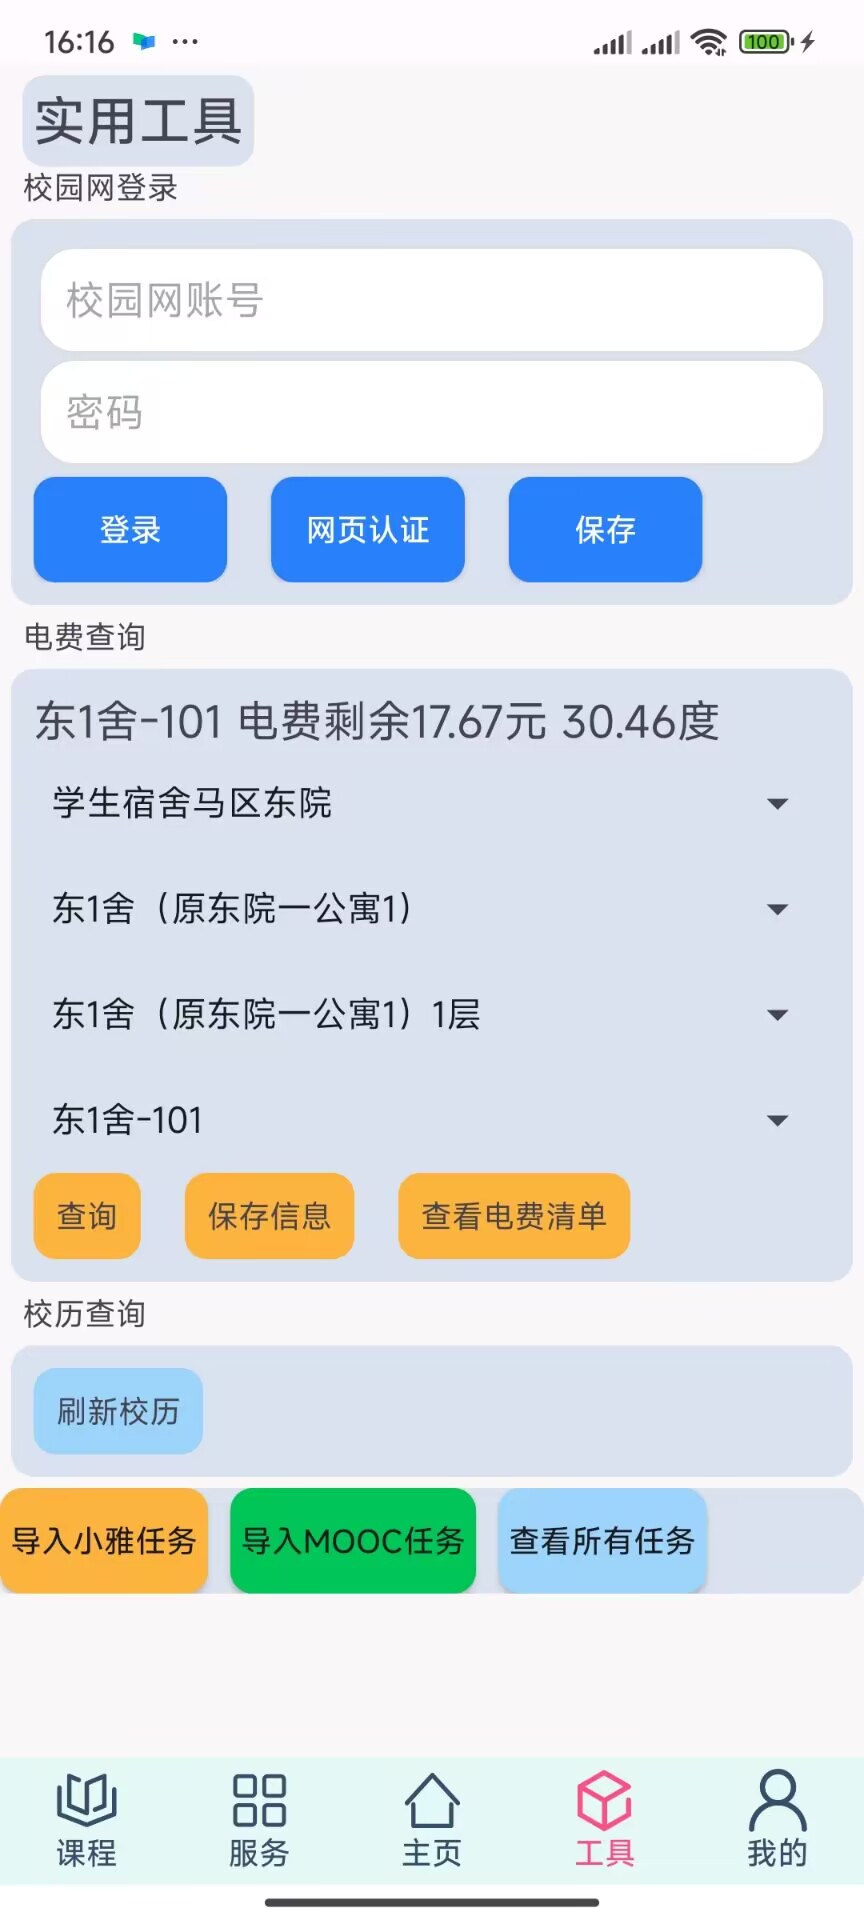 16:16 ... 100
实用工具
校园网登录
校园网账号
密码
登录 网页认证 保存
电费查询
东1舍-101 电费剩余17.67元 30.46度
学生宿舍马区东院
东1舍（原东院一公寓1）
东1舍（原东院一公寓1）1层
东1舍-101
查询 保存信息 查看电费清单
校历查询
刷新校历
导入小雅任务 导入MOOC任务 查看所有任务
课程 服务 主页 工具 我的